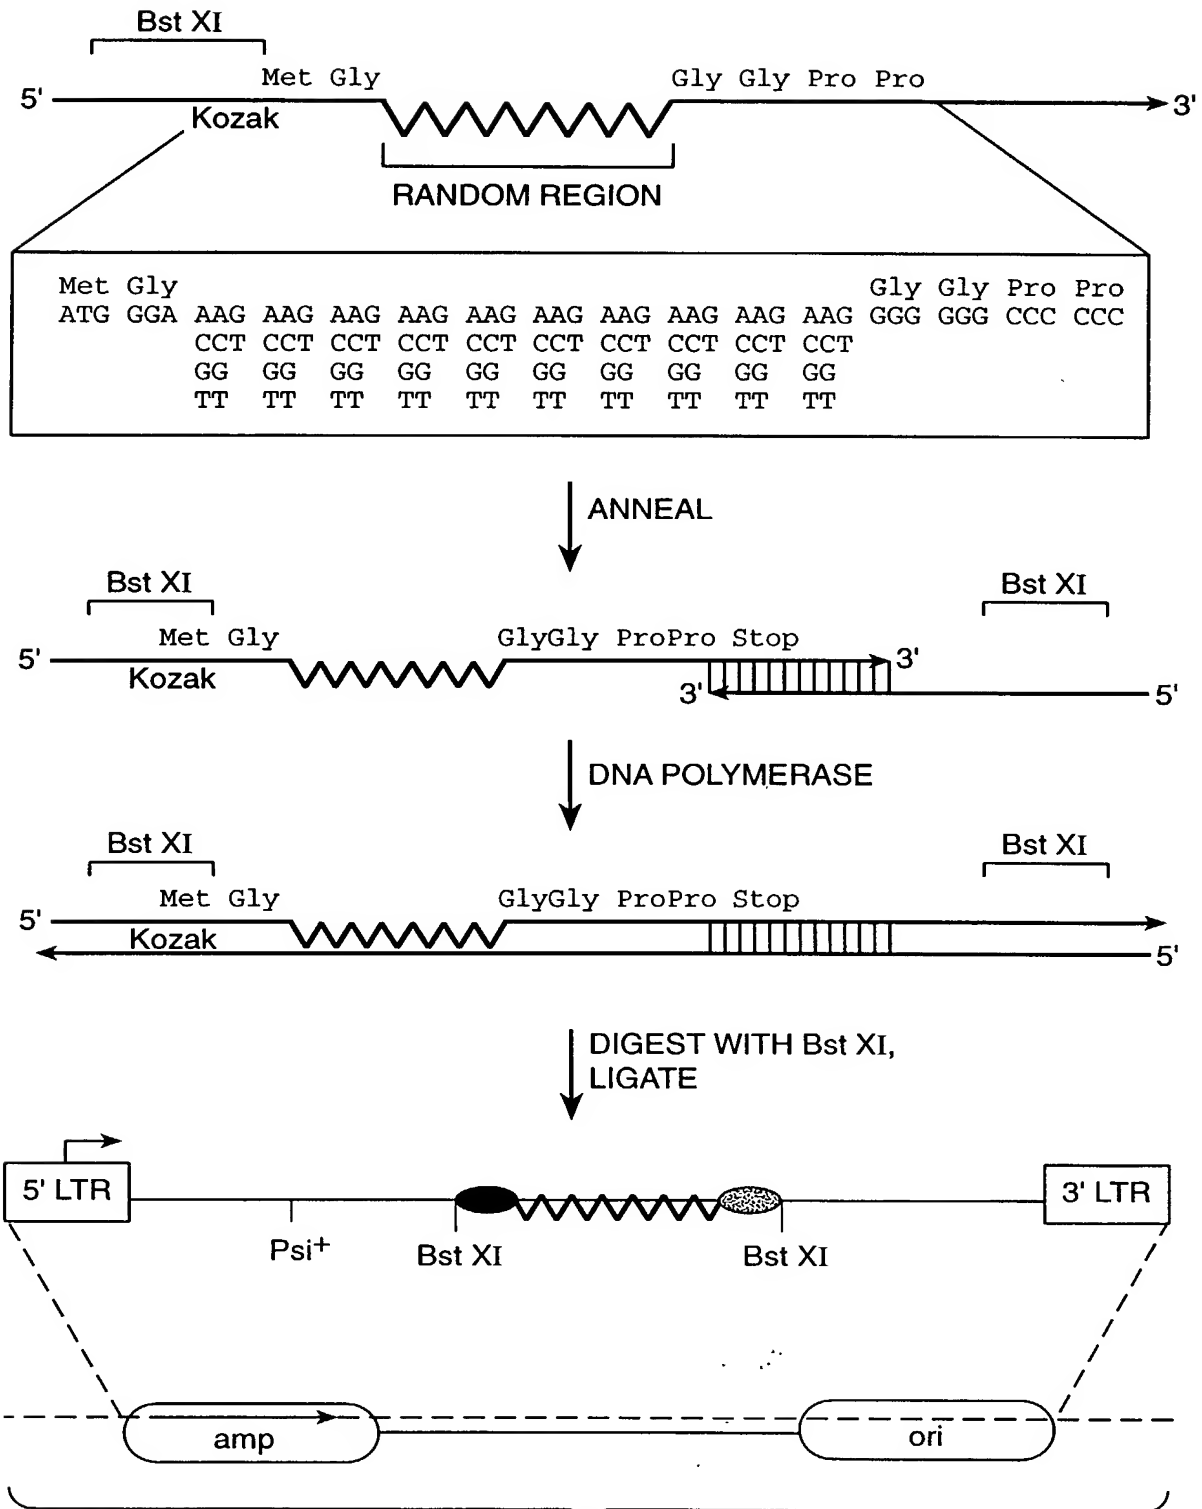 Bst XI
Met Gly
Gly Gly Pro Pro
5'
3'
Kozak
RANDOM REGION
Met Gly
Gly Gly Pro Pro
ATG GGA AAG AAG AAG AAG AAG AAG AAG AAG AAG AAG GGG GGG CCC CCC
CCT CCT CCT CCT CCT CCT CCT CCT CCT CCT
GG GG GG GG GG GG GG GG GG GG
TT TT TT TT TT TT TT TT TT TT
ANNEAL
Bst XI
Bst XI
Met Gly
GlyGly ProPro Stop
5'
3'
Kozak
3'
5'
DNA POLYMERASE
Bst XI
Bst XI
Met Gly
GlyGly ProPro Stop
5'
Kozak
5'
DIGEST WITH Bst XI,
LIGATE
5' LTR
3' LTR
Psi+
Bst XI
Bst XI
amp
ori